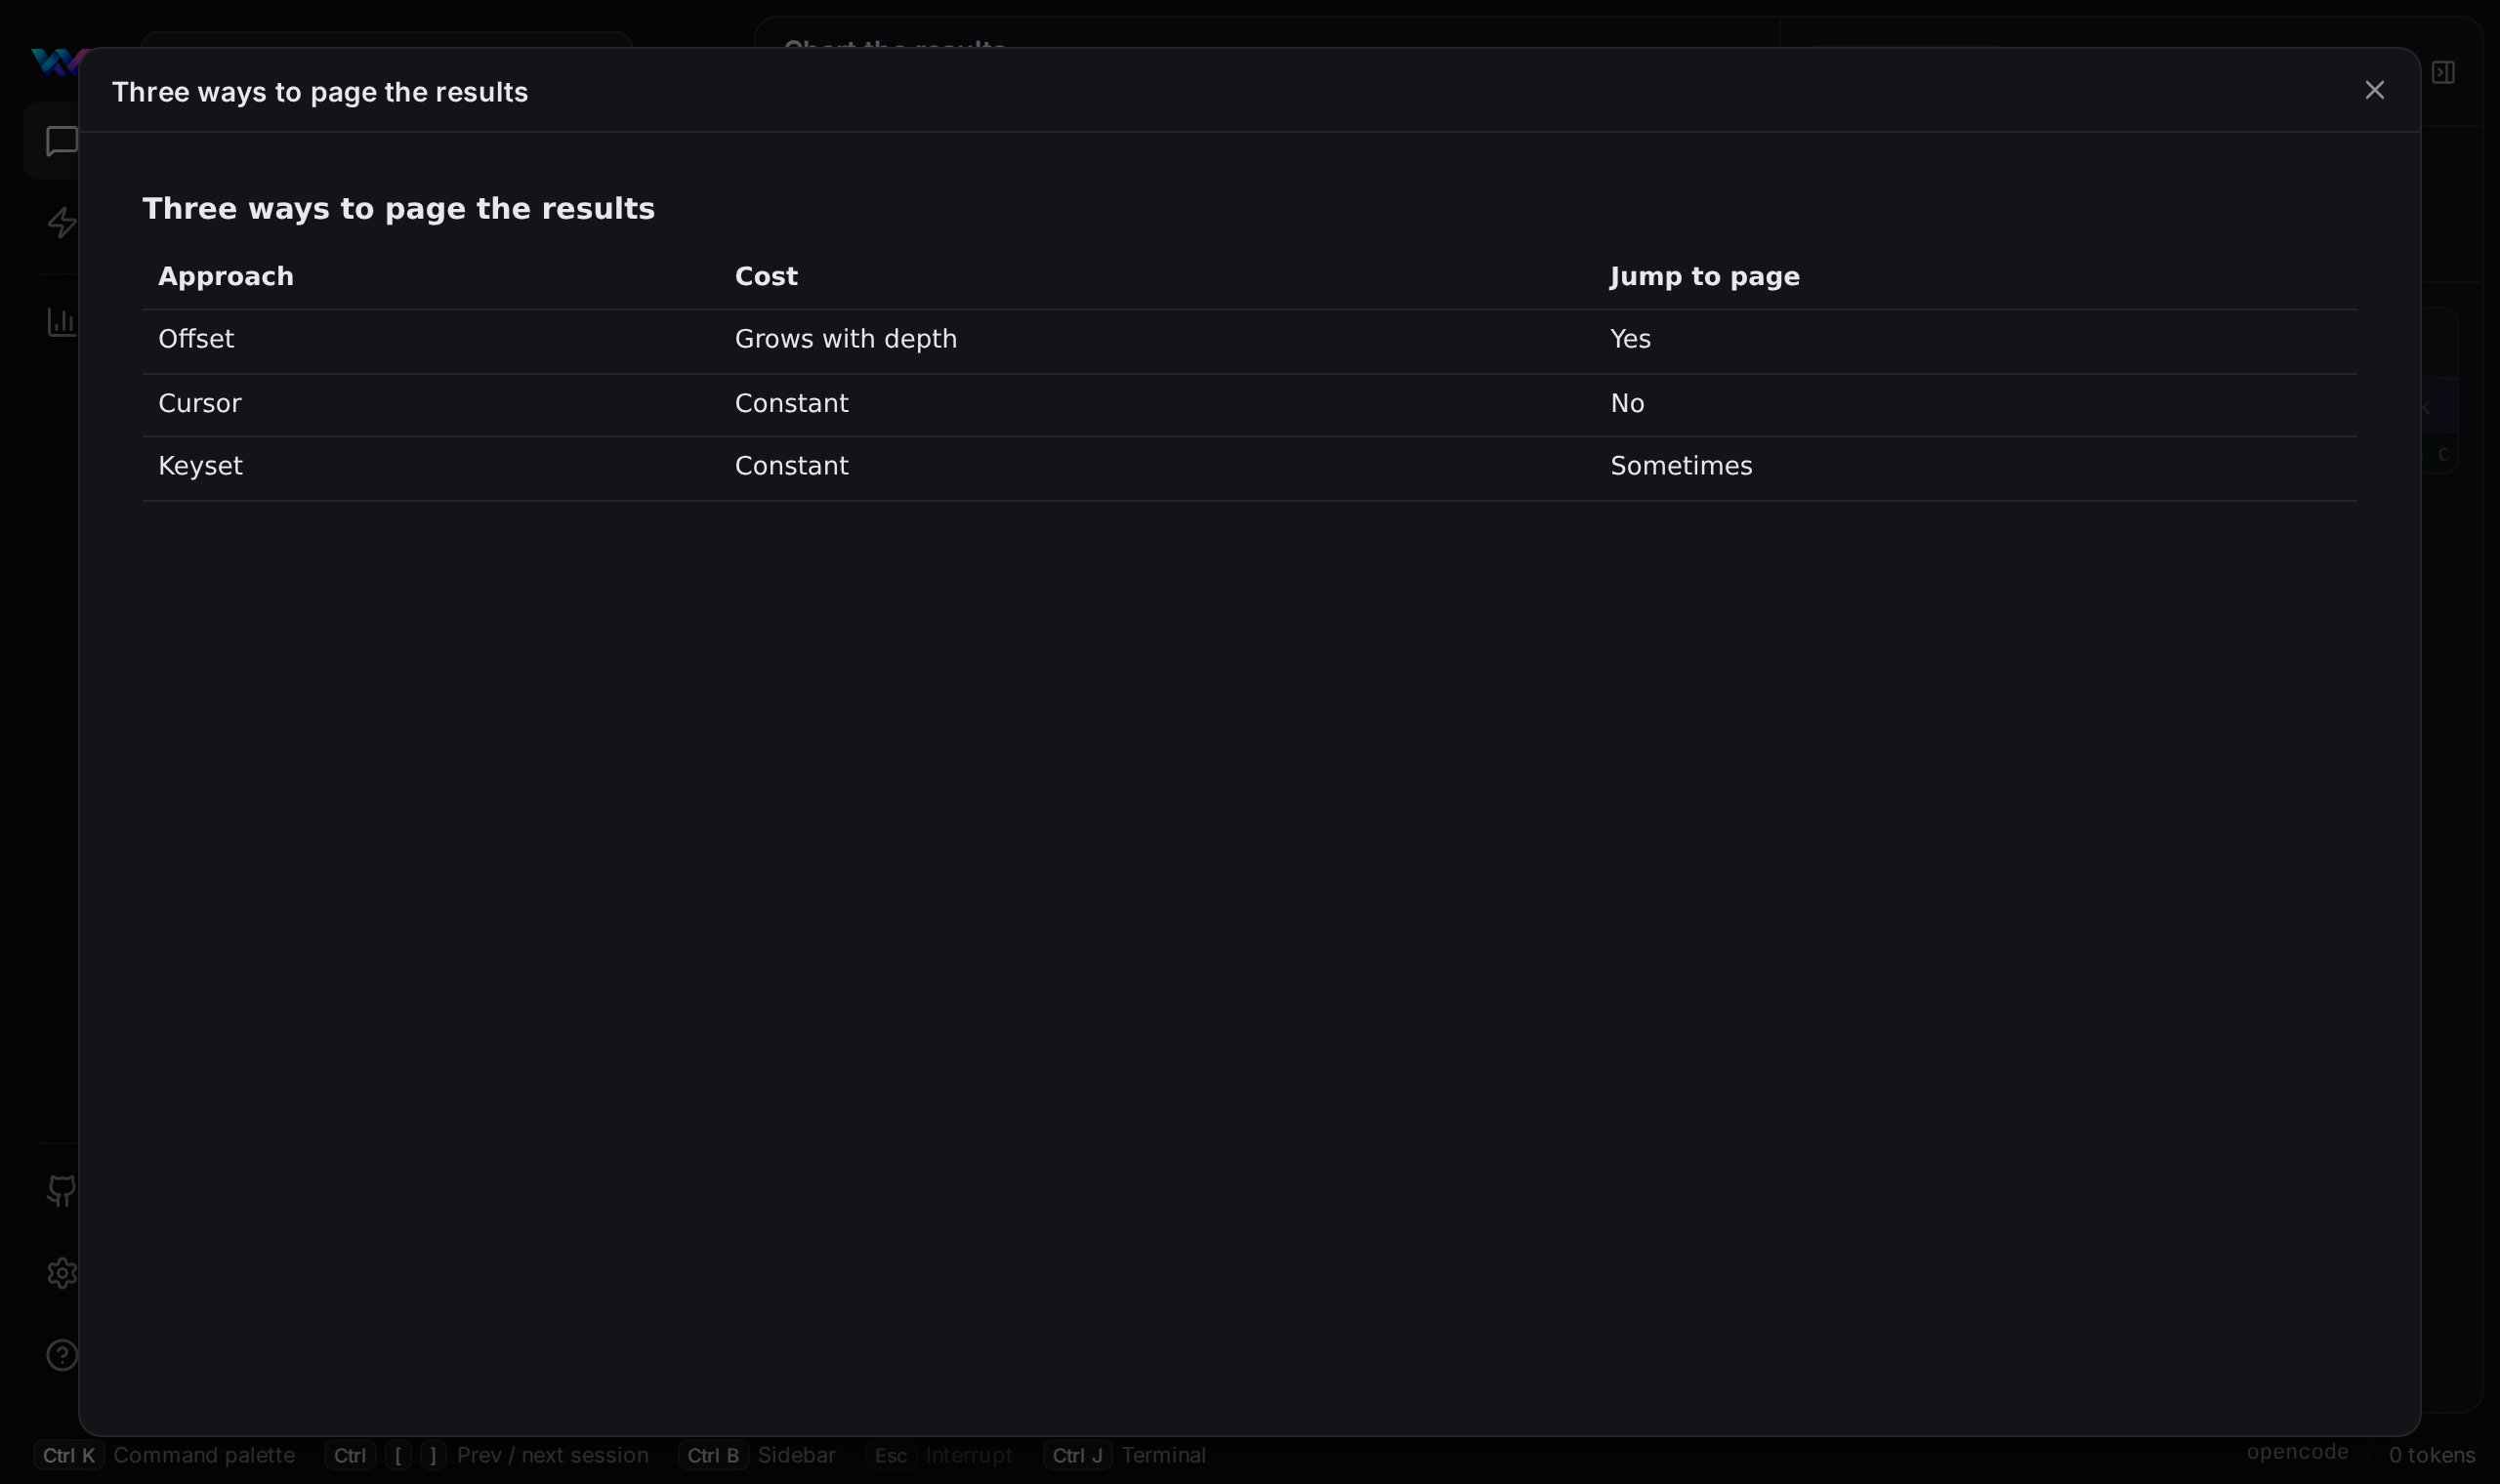 Three ways to page the results
Three ways to page the results
Approach Cost Jump to page
Offset Grows with depth Yes
Cursor Constant No
Keyset Constant Sometimes
Ctrl K Command palette Ctrl [ ] Prev / next session Ctrl B Sidebar Esc Interrupt Ctrl J Terminal opencode 0 tokens